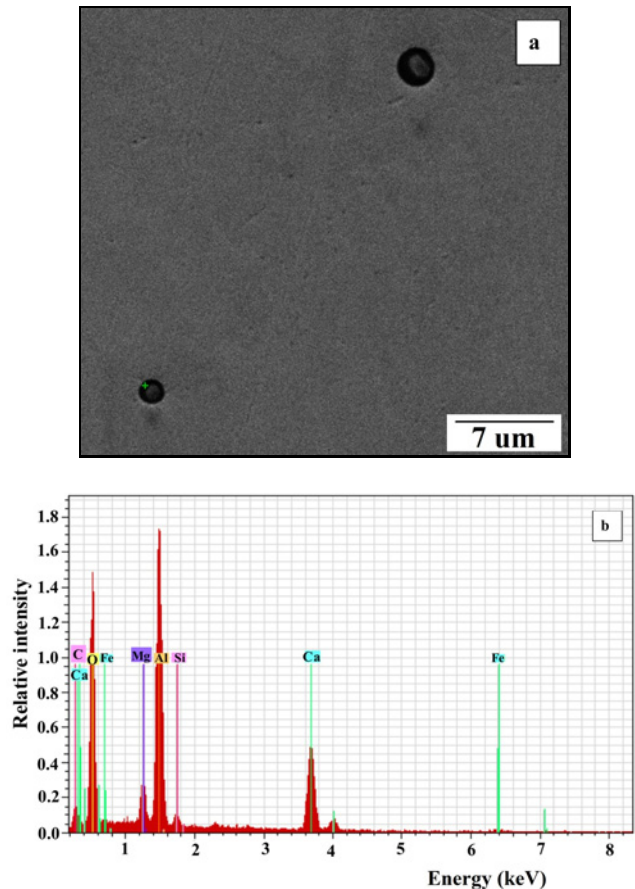 a
7 um
b
Relative intensity
1.8
1.6
1.4
1.2
1.0
0.8
0.6
0.4
0.2
0.0
C O Fe Mg Al Si Ca Fe
Ca
1 2 3 4 5 6 7 8
Energy (keV)